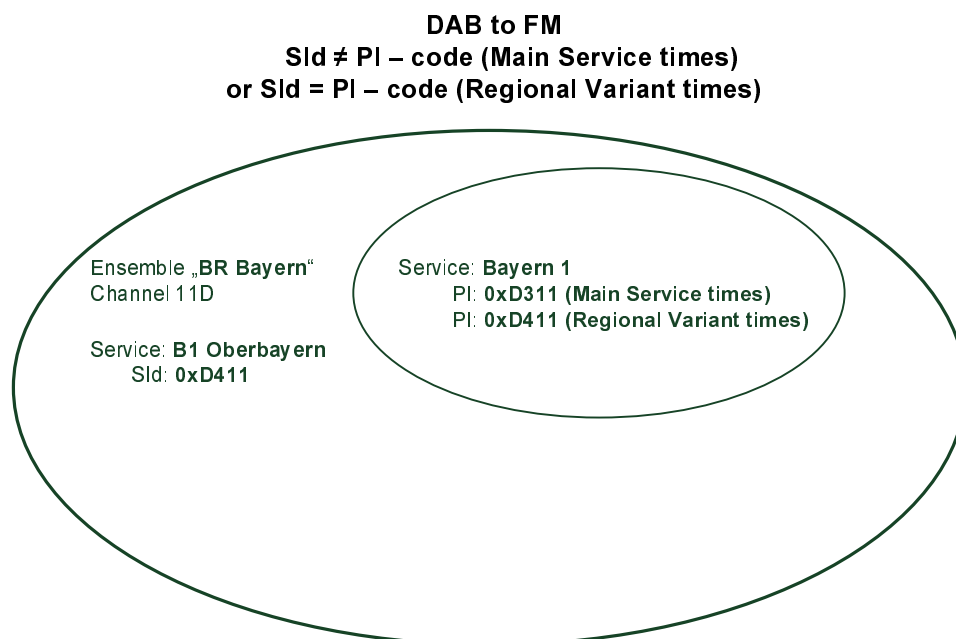 DAB to FM
SId ≠ PI – code (Main Service times)
or SId = PI – code (Regional Variant times)
Ensemble „BR Bayern“
Channel 11D
Service: B1 Oberbayern
SId: 0xD411
Service: Bayern 1
PI: 0xD311 (Main Service times)
PI: 0xD411 (Regional Variant times)